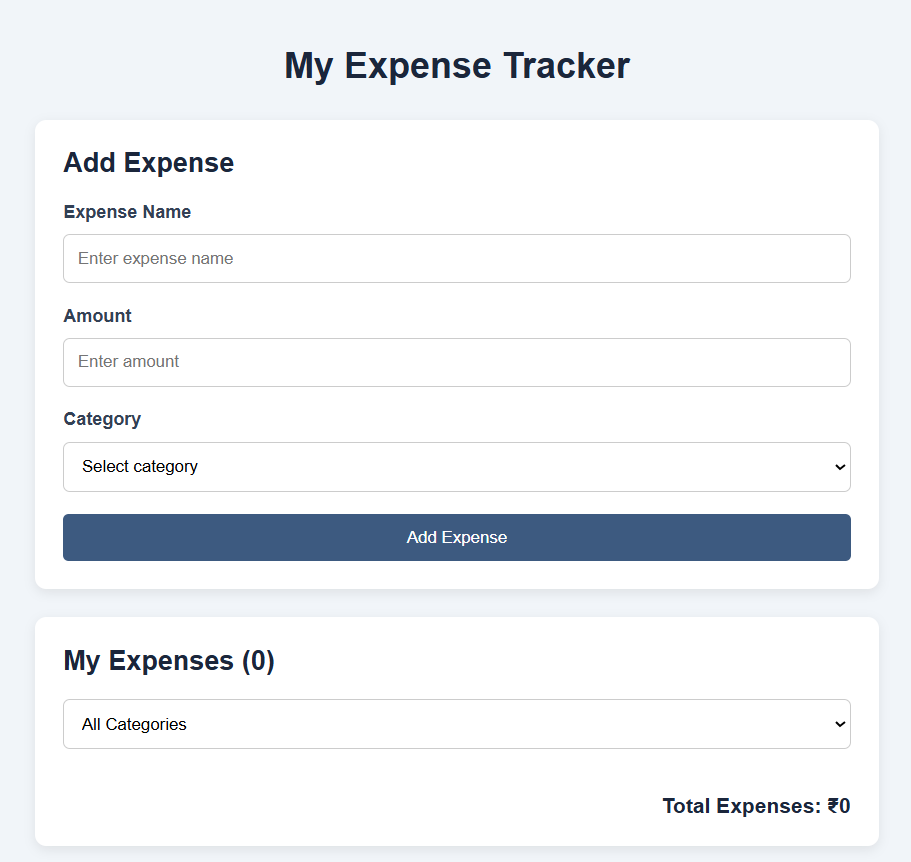 My Expense Tracker
Add Expense
Expense Name
Enter expense name
Amount
Enter amount
Category
Select category
Add Expense
My Expenses (0)
All Categories
Total Expenses: ₹0